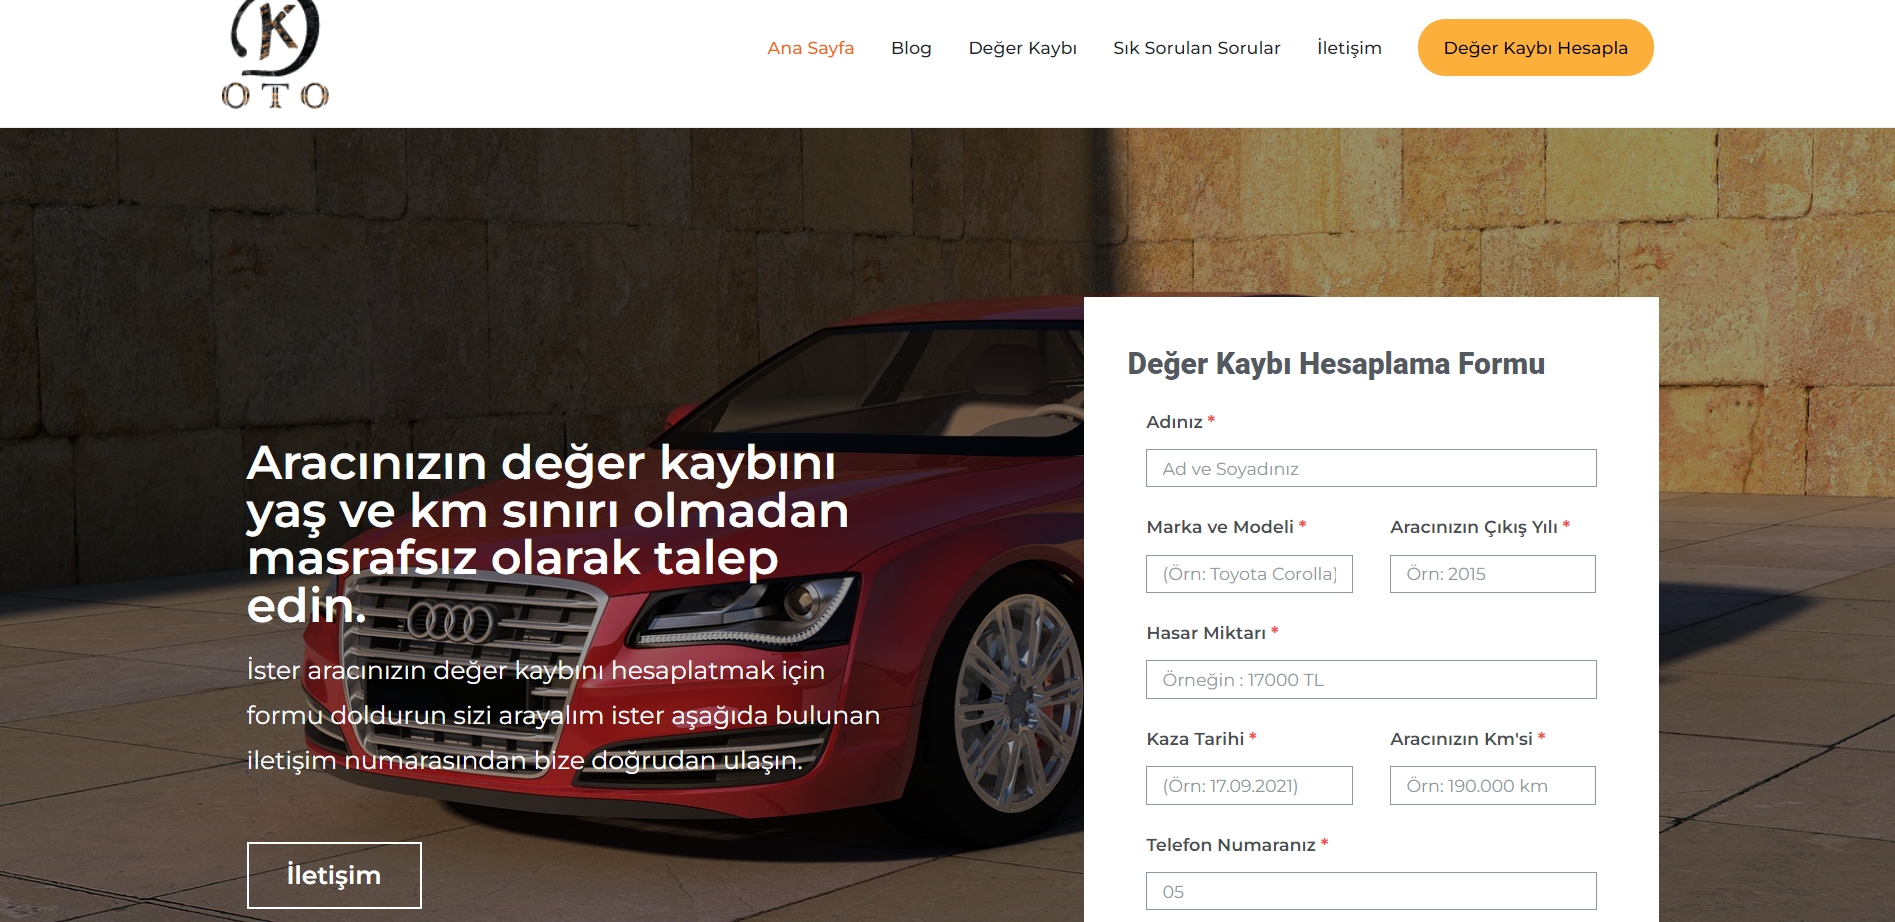 K
OTO
Ana Sayfa
Blog
Değer Kaybı
Sık Sorulan Sorular
İletişim
Değer Kaybı Hesapla
Aracınızın değer kaybını
yaş ve km sınırı olmadan
masrafsız olarak talep
edin.
İster aracınızın değer kaybını hesaplatmak için
formu doldurun sizi arayalım ister aşağıda bulunan
iletişim numarasından bize doğrudan ulaşın.
İletişim
Değer Kaybı Hesaplama Formu
Adınız *
Ad ve Soyadınız
Marka ve Modeli *
(Örn: Toyota Corolla)
Aracınızın Çıkış Yılı *
Örn: 2015
Hasar Miktarı *
Örneğin : 17000 TL
Kaza Tarihi *
(Örn: 17.09.2021)
Aracınızın Km'si *
Örn: 190.000 km
Telefon Numaranız *
05